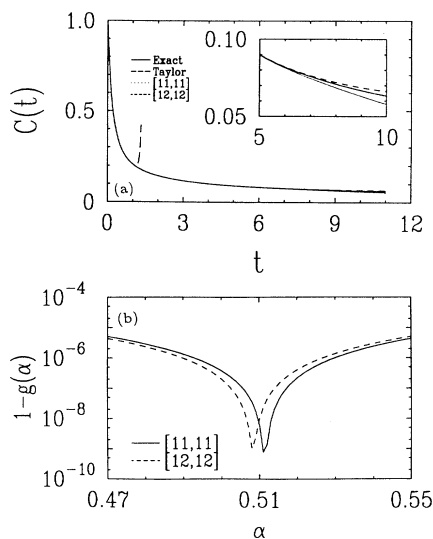 1.0
0.5
0
C(t)
Exact
Taylor
[11,11]
[12,12]
0.10
0.05
5
10
(a)
0
3
6
9
12
t
10^-4
10^-6
10^-8
10^-10
1-g(α)
(b)
[11,11]
[12,12]
0.47
0.51
0.55
α